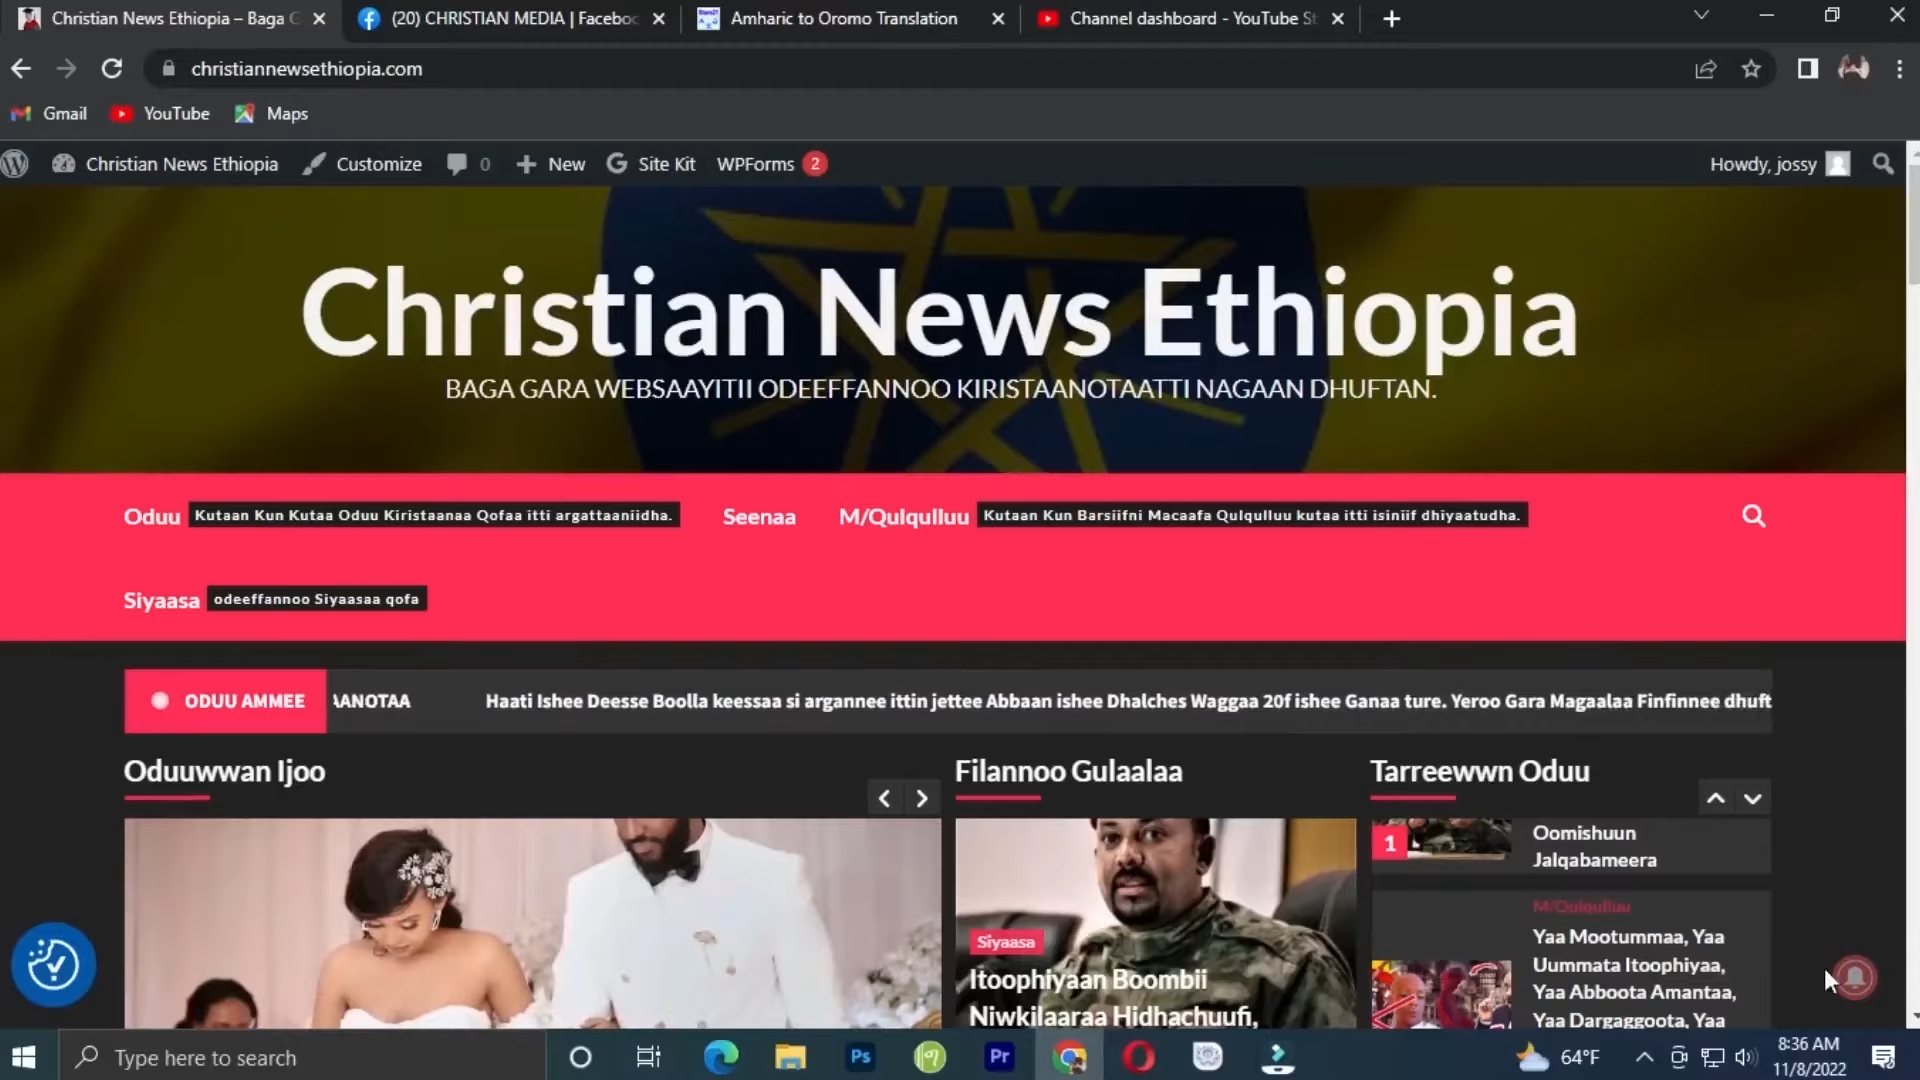 Christian News Ethiopia – Baga G
(20) CHRISTIAN MEDIA | Faceboo
Amharic to Oromo Translation
Channel dashboard - YouTube St
christiannewsethiopia.com
Gmail
YouTube
Maps
Christian News Ethiopia
Customize
0
New
Site Kit
WPForms 2
Howdy, jossy
Christian News Ethiopia
BAGA GARA WEBSAAYITII ODEEFFANNOO KIRISTAANOTAATTI NAGAAN DHUFTAN.
Oduu Kutaan Kun Kutaa Oduu Kiristaanaa Qofaa itti argattaaniidha.
Seenaa
M/Qulqulluu Kutaan Kun Barsiifni Macaafa Qulqulluu kutaa itti isiniif dhiyaatudha.
Siyaasa odeeffannoo Siyaasaa qofa
ODUU AMMEE
AANOTAA
Haati Ishee Deesse Boolla keessaa si argannee ittin jettee Abbaan ishee Dhalches Waggaa 20f ishee Ganaa ture. Yeroo Gara Magaalaa Finfinnee dhuft
Oduuwwan Ijoo
Filannoo Gulaalaa
Siyaasa
Itoophiyaan Boombii
Niwkilaaraa Hidhachuufi,
Tarreewwn Oduu
1
Oomishuun
Jalqabameera
M/Qulqulluu
Yaa Mootummaa, Yaa
Uummata Itoophiyaa,
Yaa Abboota Amantaa,
Yaa Dargaggoota, Yaa
Type here to search
Ps
Pr
64°F
8:36 AM
11/8/2022